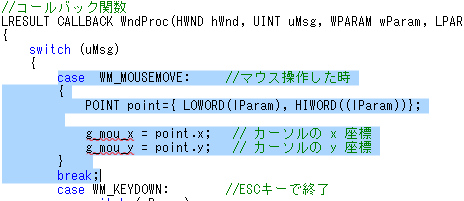 //コールバック関数
LRESULT CALLBACK WndProc(HWND hWnd, UINT uMsg, WPARAM wParam, LPAR
{
switch (uMsg)
{
case WM_MOUSEMOVE: //マウス操作した時
{
POINT point={ LOWORD(lParam), HIWORD((lParam))};
g_mou_x = point.x; // カーソルの x 座標
g_mou_y = point.y; // カーソルの y 座標
}
break;
case WM_KEYDOWN: //ESCキーで終了